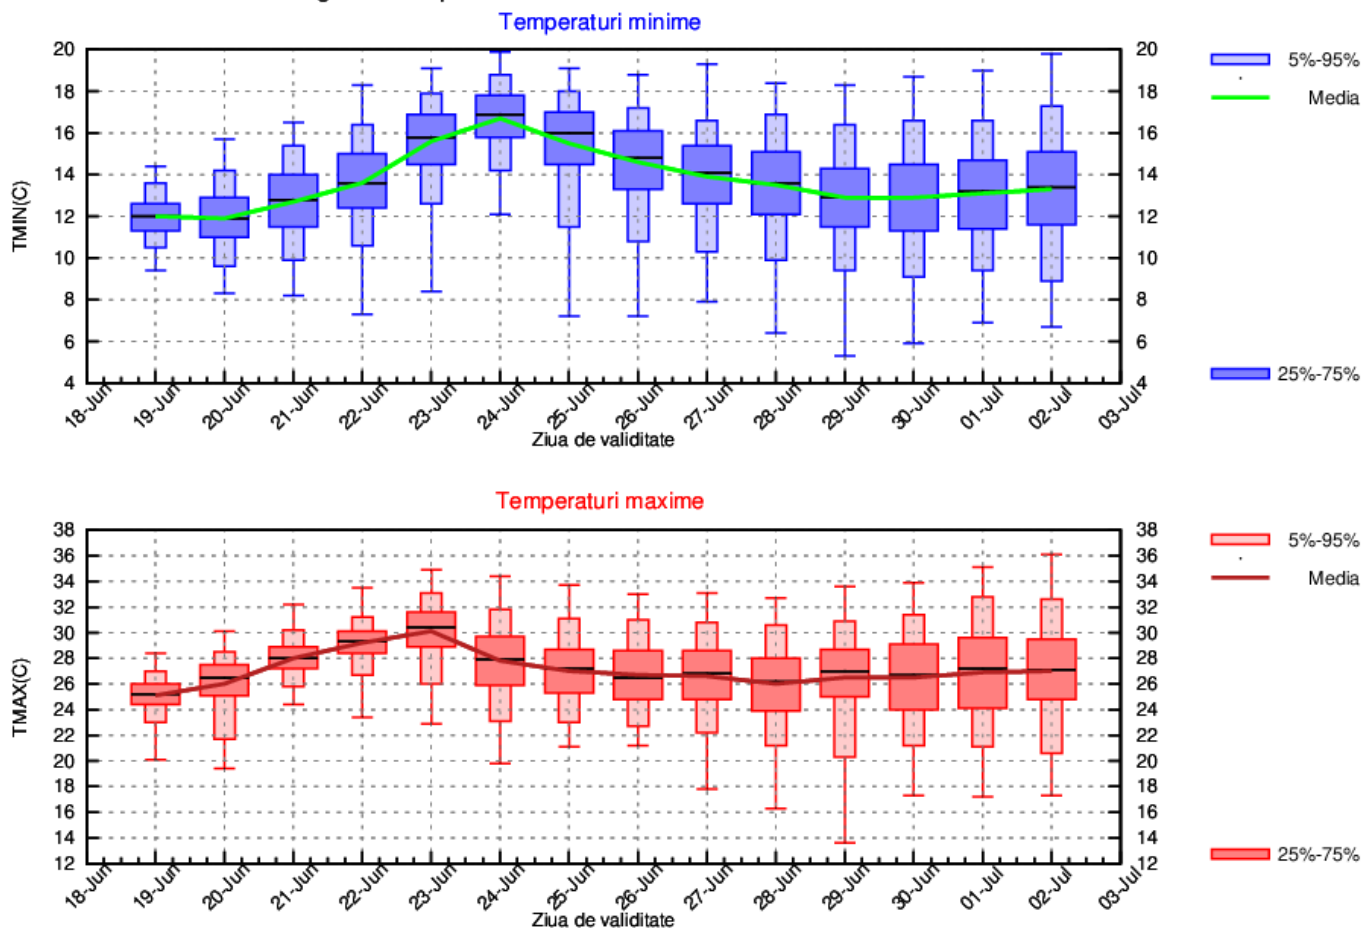 Temperaturi minime
TMIN(C)
20
18
16
14
12
10
8
6
4
20
18
16
14
12
10
8
6
4
18-Jun
19-Jun
20-Jun
21-Jun
22-Jun
23-Jun
24-Jun
25-Jun
26-Jun
27-Jun
28-Jun
29-Jun
30-Jun
01-Jul
02-Jul
03-Jul
Ziua de validitate
5%-95%
Media
25%-75%
Temperaturi maxime
TMAX(C)
38
36
34
32
30
28
26
24
22
20
18
16
14
12
38
36
34
32
30
28
26
24
22
20
18
16
14
12
18-Jun
19-Jun
20-Jun
21-Jun
22-Jun
23-Jun
24-Jun
25-Jun
26-Jun
27-Jun
28-Jun
29-Jun
30-Jun
01-Jul
02-Jul
03-Jul
Ziua de validitate
5%-95%
Media
25%-75%